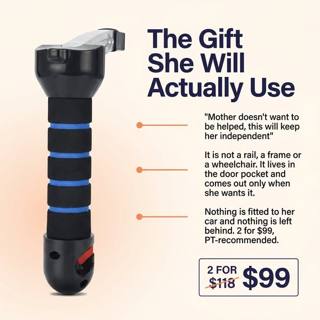 The Gift
She Will
Actually Use
"Mother doesn't want to
be helped, this will keep
her independent"
It is not a rail, a frame or
a wheelchair. It lives in
the door pocket and
comes out only when
she wants it.
Nothing is fitted to her
car and nothing is left
behind. 2 for $99,
PT-recommended.
2 FOR
$118 $99